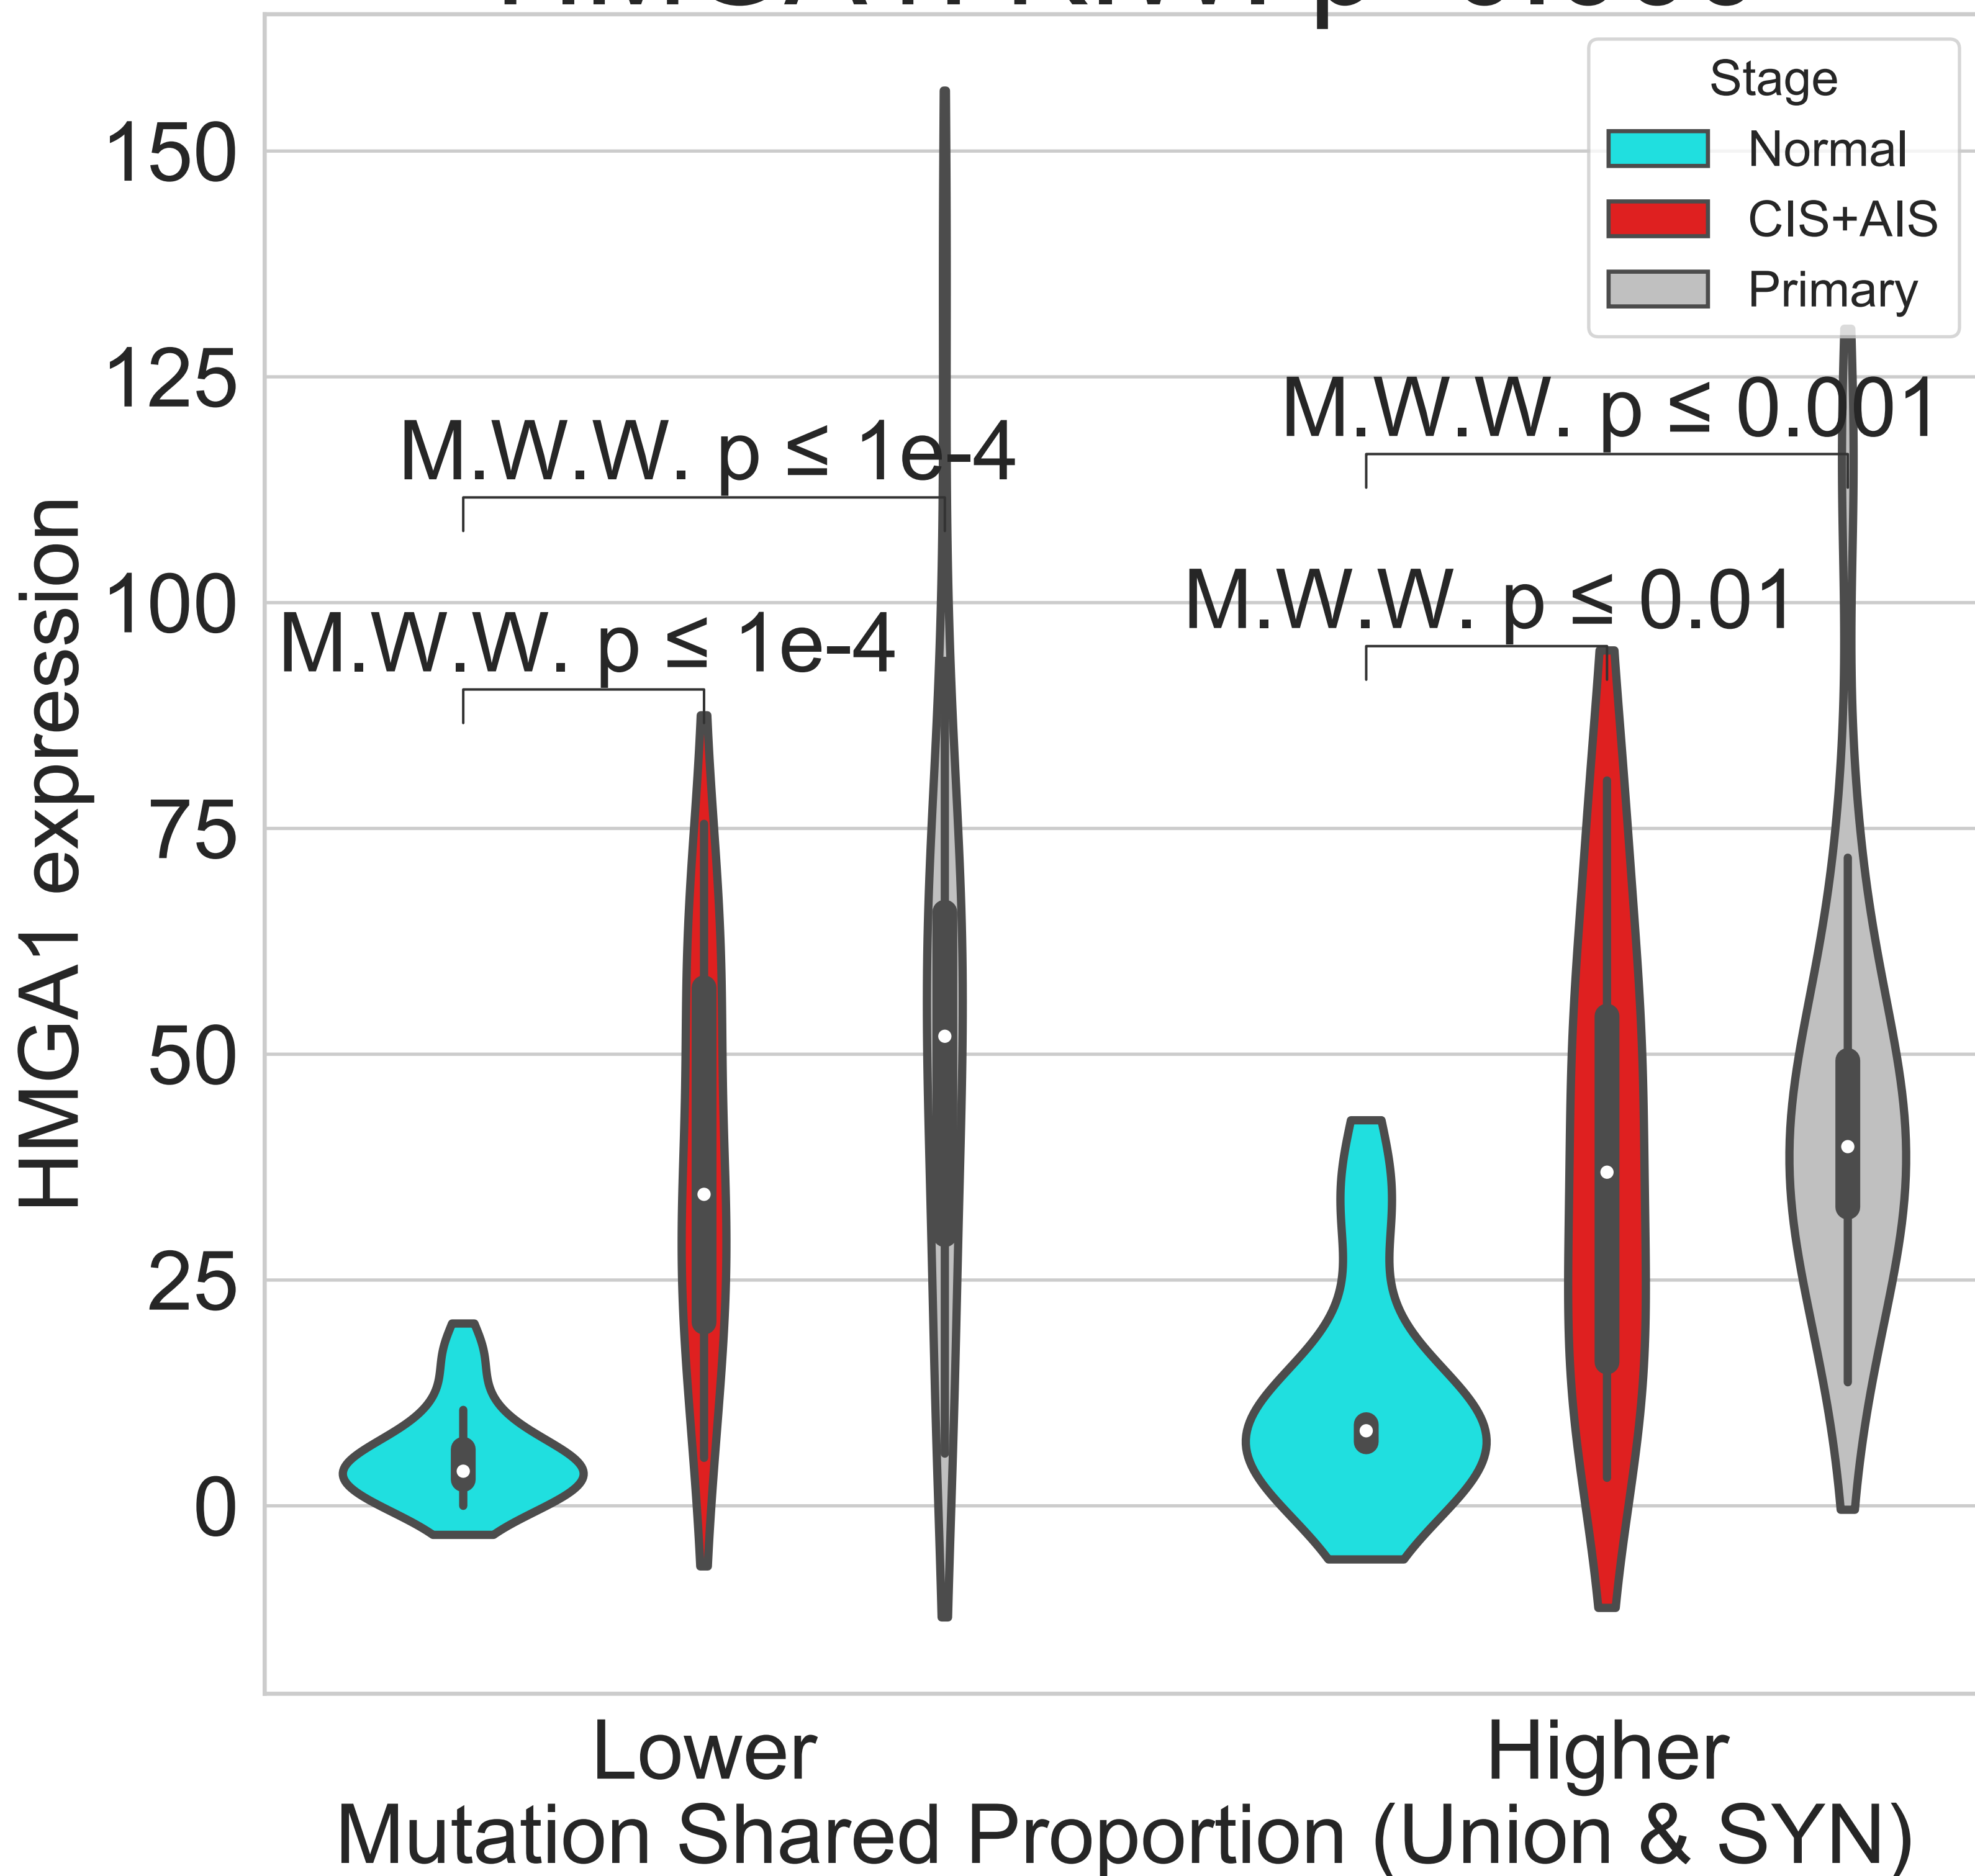 Stage
Normal
CIS+AIS
Primary
150
125
100
75
50
25
0
HMGA1 expression
M.W.W. p ≤ 0.001
M.W.W. p ≤ 1e-4
M.W.W. p ≤ 0.01
M.W.W. p ≤ 1e-4
Lower
Higher
Mutation Shared Proportion (Union & SYN)